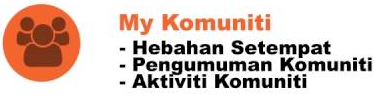 My Komuniti
- Hebahan Setempat
- Pengumuman Komuniti
- Aktiviti Komuniti